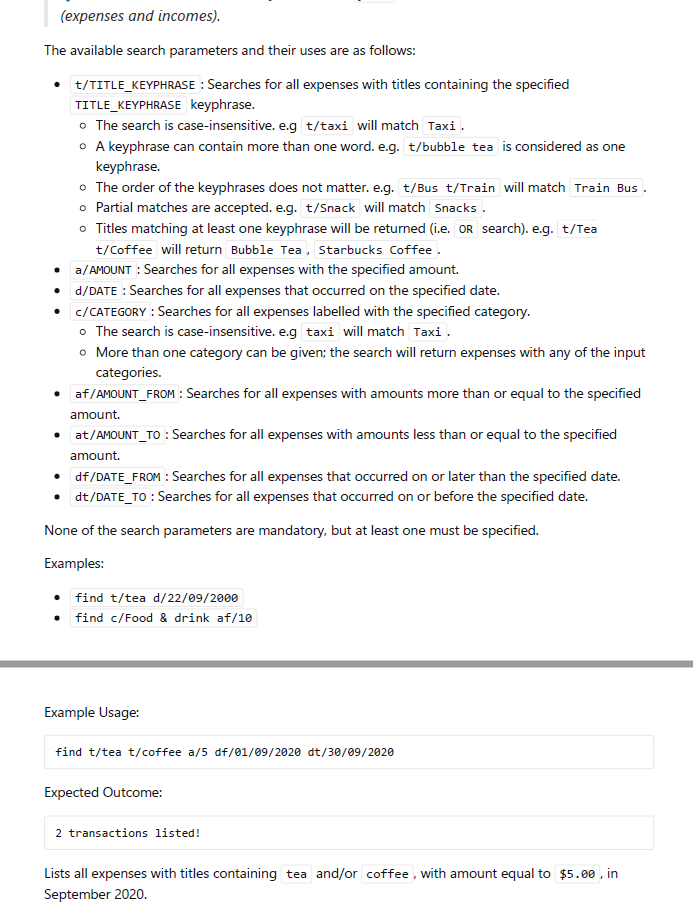 (expenses and incomes).
The available search parameters and their uses are as follows:
• t/TITLE_KEYPHRASE : Searches for all expenses with titles containing the specified
TITLE_KEYPHRASE keyphrase.
○ The search is case-insensitive. e.g t/taxi will match Taxi .
○ A keyphrase can contain more than one word. e.g. t/bubble tea is considered as one
keyphrase.
○ The order of the keyphrases does not matter. e.g. t/Bus t/Train will match Train Bus .
○ Partial matches are accepted. e.g. t/Snack will match Snacks .
○ Titles matching at least one keyphrase will be returned (i.e. OR search). e.g. t/Tea
t/Coffee will return Bubble Tea , Starbucks Coffee .
• a/AMOUNT : Searches for all expenses with the specified amount.
• d/DATE : Searches for all expenses that occurred on the specified date.
• c/CATEGORY : Searches for all expenses labelled with the specified category.
○ The search is case-insensitive. e.g taxi will match Taxi .
○ More than one category can be given; the search will return expenses with any of the input
categories.
• af/AMOUNT_FROM : Searches for all expenses with amounts more than or equal to the specified
amount.
• at/AMOUNT_TO : Searches for all expenses with amounts less than or equal to the specified
amount.
• df/DATE_FROM : Searches for all expenses that occurred on or later than the specified date.
• dt/DATE_TO : Searches for all expenses that occurred on or before the specified date.
None of the search parameters are mandatory, but at least one must be specified.
Examples:
• find t/tea d/22/09/2000
• find c/Food & drink af/10
Example Usage:
find t/tea t/coffee a/5 df/01/09/2020 dt/30/09/2020
Expected Outcome:
2 transactions listed!
Lists all expenses with titles containing tea and/or coffee , with amount equal to $5.00 , in
September 2020.